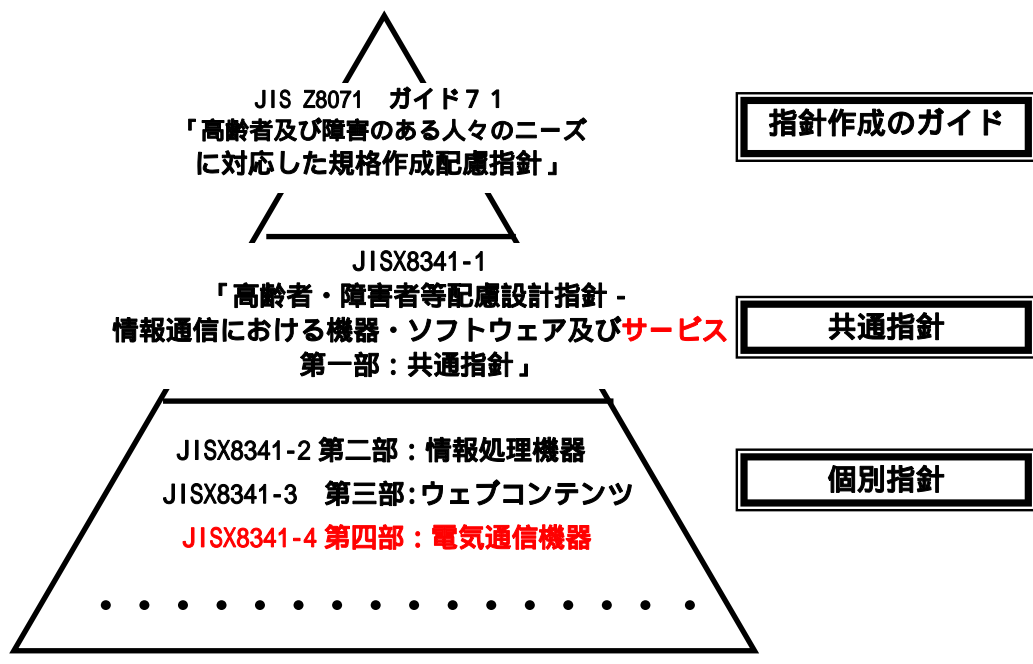 JIS Z8071　ガイド７１
「高齢者及び障害のある人々のニーズ
に対応した規格作成配慮指針」
指針作成のガイド
JISX8341-1
「高齢者・障害者等配慮設計指針-
情報通信における機器・ソフトウェア及びサービス
第一部：共通指針」
共通指針
JISX8341-2 第二部：情報処理機器
JISX8341-3　第三部：ウェブコンテンツ
JISX8341-4 第四部：電気通信機器
・・・・・・・・・・・・・・・・
個別指針